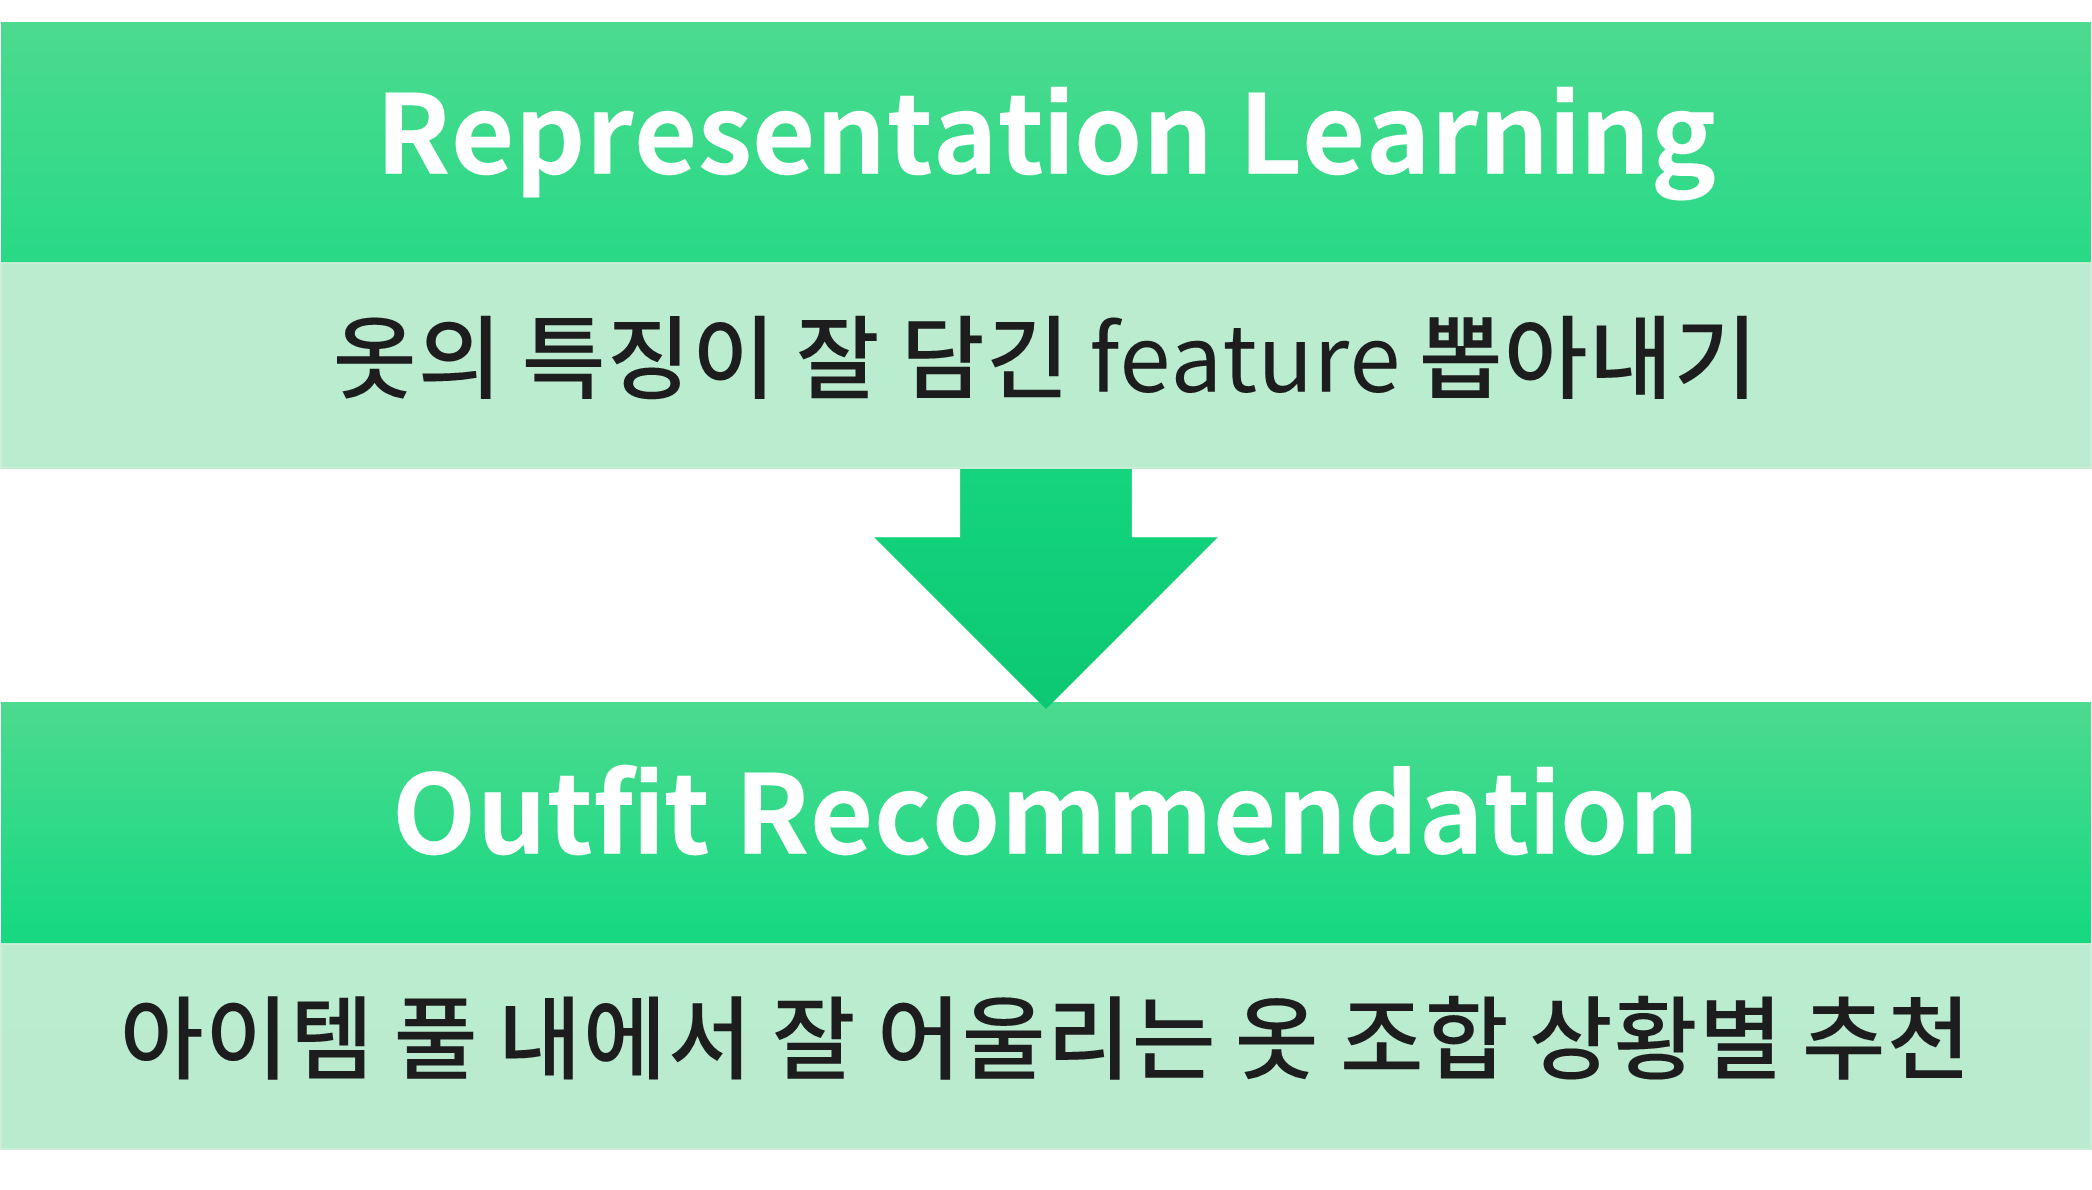 Representation Learning
옷의 특징이 잘 담긴 feature 뽑아내기
Outfit Recommendation
아이템 풀 내에서 잘 어울리는 옷 조합 상황별 추천